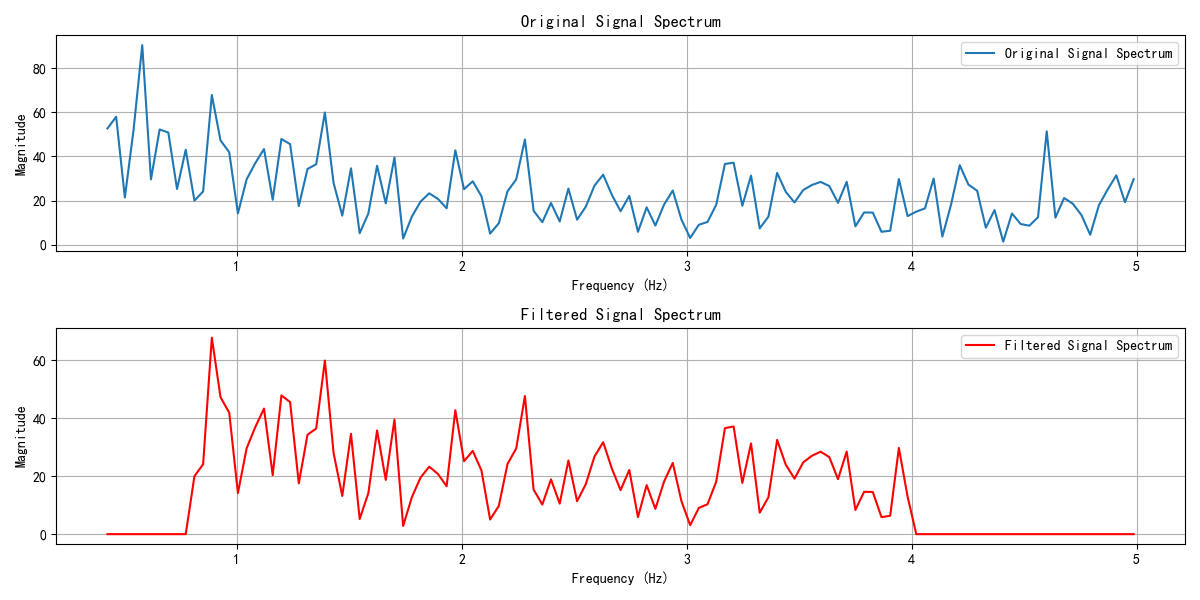 Original Signal Spectrum
Original Signal Spectrum
Magnitude
80
60
40
20
0
1 2 3 4 5
Frequency (Hz)
Filtered Signal Spectrum
Filtered Signal Spectrum
Magnitude
60
40
20
0
1 2 3 4 5
Frequency (Hz)